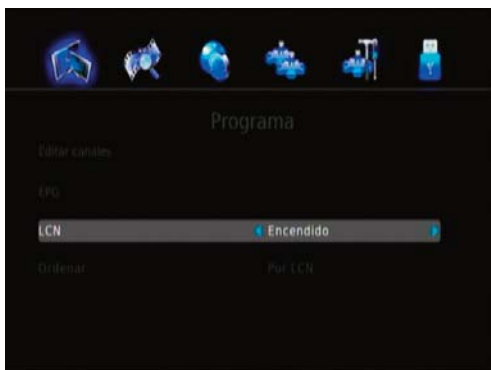 Programa
Editar canales
EPG
LCN Encendido
Ordenar Por LCN